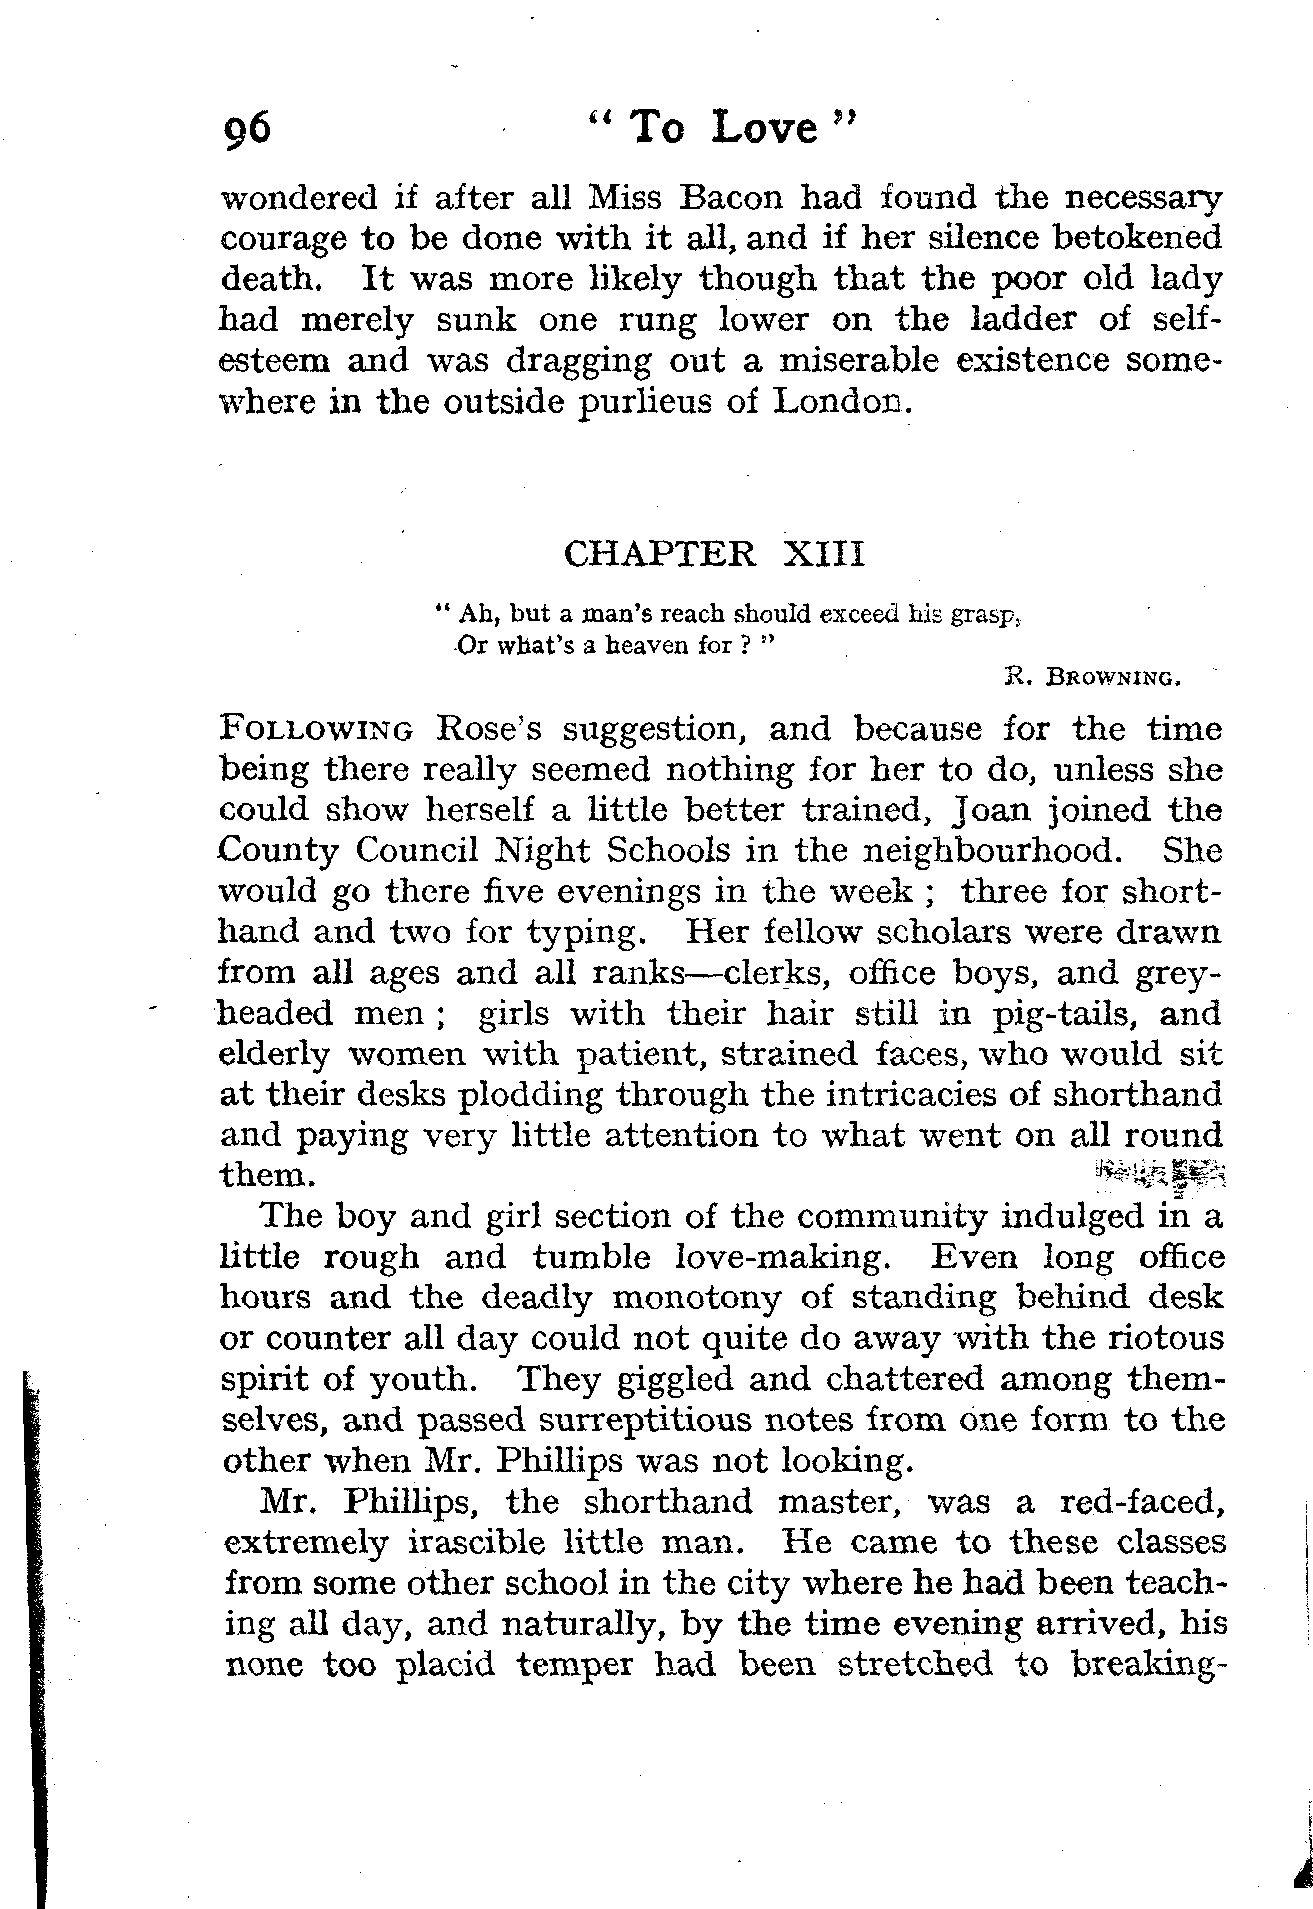 96 " To Love "
wondered if after all Miss Bacon had found the necessary
courage to be done with it all, and if her silence betokened
death. It was more likely though that the poor old lady
had merely sunk one rung lower on the ladder of self-
esteem and was dragging out a miserable existence some-
where in the outside purlieus of London.
CHAPTER XIII
" Ah, but a man's reach should exceed his grasp,
Or what's a heaven for ? "
R. BROWNING.
FOLLOWING Rose's suggestion, and because for the time
being there really seemed nothing for her to do, unless she
could show herself a little better trained, Joan joined the
County Council Night Schools in the neighbourhood. She
would go there five evenings in the week ; three for short-
hand and two for typing. Her fellow scholars were drawn
from all ages and all ranks—clerks, office boys, and grey-
headed men ; girls with their hair still in pig-tails, and
elderly women with patient, strained faces, who would sit
at their desks plodding through the intricacies of shorthand
and paying very little attention to what went on all round
them.
The boy and girl section of the community indulged in a
little rough and tumble love-making. Even long office
hours and the deadly monotony of standing behind desk
or counter all day could not quite do away with the riotous
spirit of youth. They giggled and chattered among them-
selves, and passed surreptitious notes from one form to the
other when Mr. Phillips was not looking.
Mr. Phillips, the shorthand master, was a red-faced,
extremely irascible little man. He came to these classes
from some other school in the city where he had been teach-
ing all day, and naturally, by the time evening arrived, his
none too placid temper had been stretched to breaking-